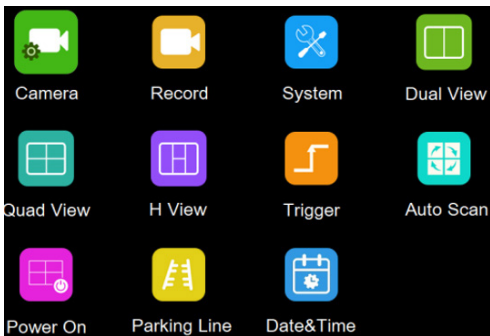 Camera Record System Dual View
Quad View H View Trigger Auto Scan
Power On Parking Line Date&Time